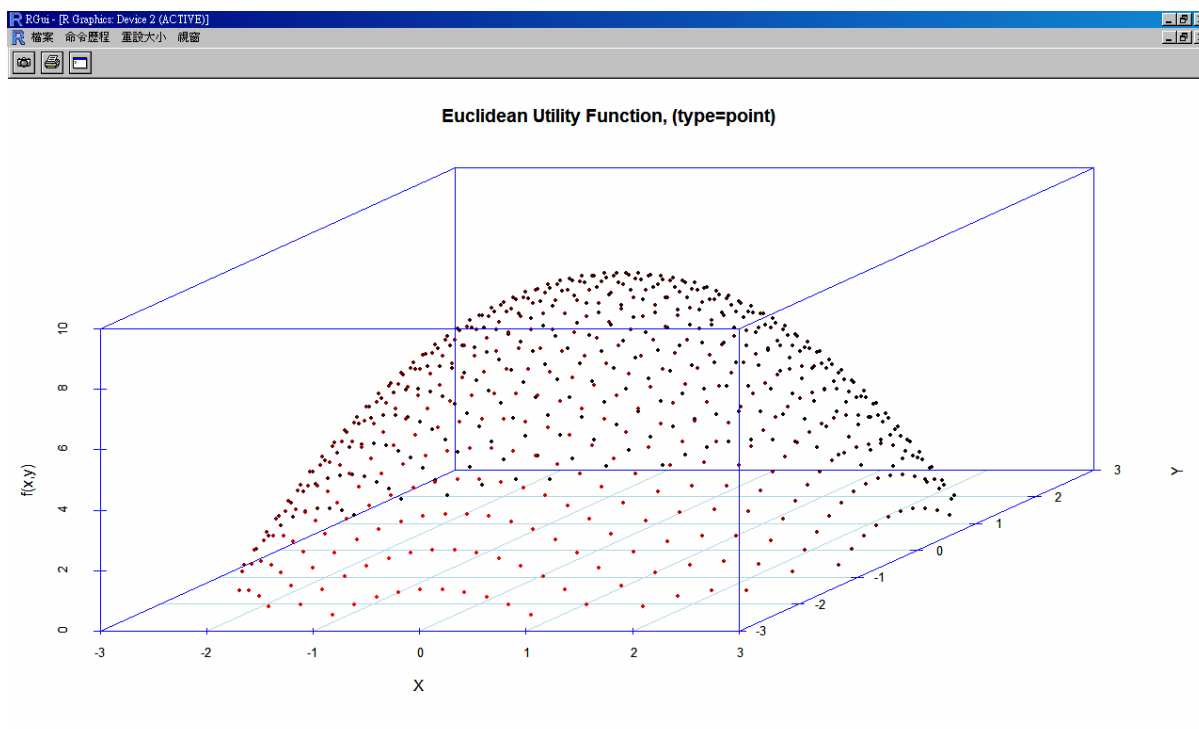 RGui - [R Graphics: Device 2 (ACTIVE)]
檔案 命令歷程 重設大小 視窗
Euclidean Utility Function, (type=point)
10
8
6
4
2
0
f(x,y)
-3 -2 -1 0 1 2 3
X
3
2
1
0
-1
-2
-3
Y